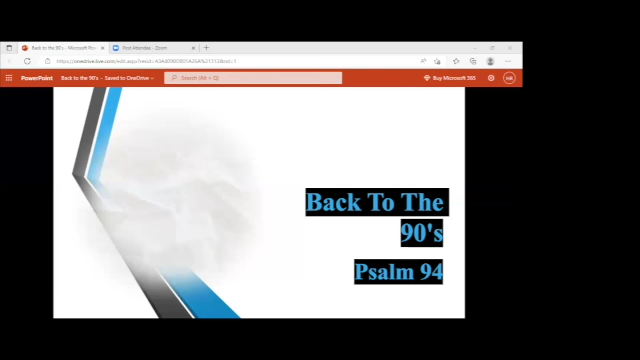 Back to the 90's - Microsoft Po
Post Attendee - Zoom
PowerPoint
Back to the 90's - Saved to OneDrive
Search (Alt + Q)
Buy Microsoft 365
HR
Back To The
90's
Psalm 94